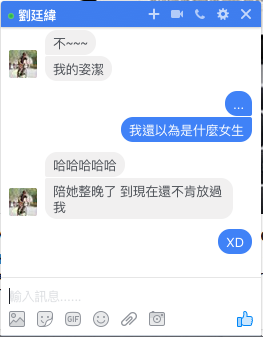 劉廷緯
不~~~
我的姿潔
...
我還以為是什麼女生
哈哈哈哈哈
陪她整晚了 到現在還不肯放過
我
XD
輸入訊息......
GIF